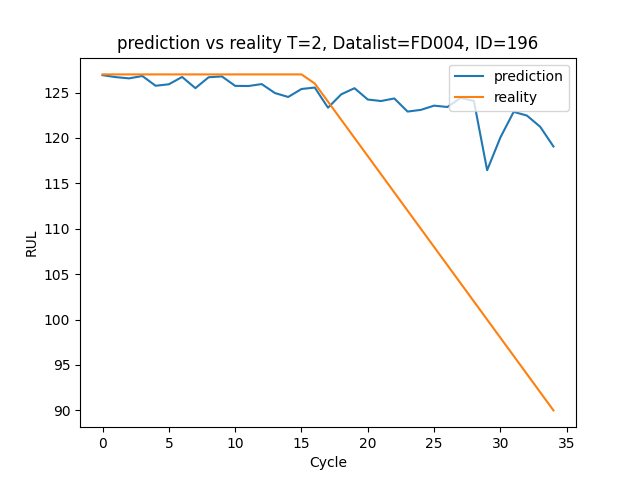 prediction vs reality T=2, Datalist=FD004, ID=196
prediction
reality
RUL
125
120
115
110
105
100
95
90
0 5 10 15 20 25 30 35
Cycle